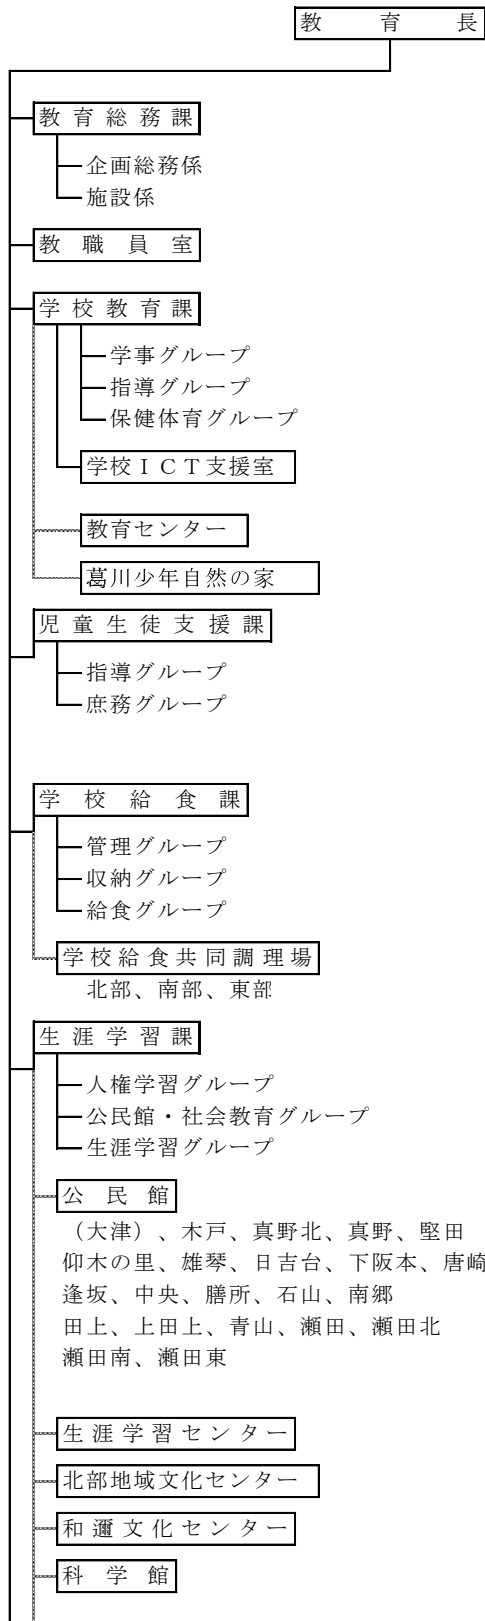 教育長
教育総務課
企画総務係
施設係
教職員室
学校教育課
学事グループ
指導グループ
保健体育グループ
学校ＩＣＴ支援室
教育センター
葛川少年自然の家
児童生徒支援課
指導グループ
庶務グループ
学校給食課
管理グループ
収納グループ
給食グループ
学校給食共同調理場
北部、南部、東部
生涯学習課
人権学習グループ
公民館・社会教育グループ
生涯学習グループ
公民館
（大津）、木戸、真野北、真野、堅田
仰木の里、雄琴、日吉台、下阪本、唐崎
逢坂、中央、膳所、石山、南郷
田上、上田上、青山、瀬田、瀬田北
瀬田南、瀬田東
生涯学習センター
北部地域文化センター
和邇文化センター
科学館